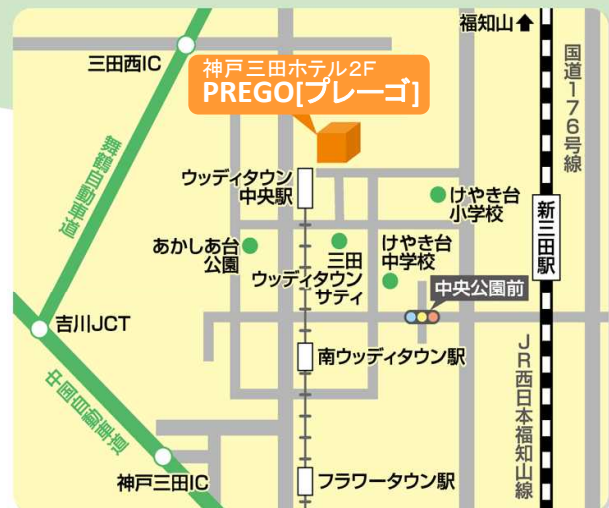 福知山
三田西IC
神戸三田ホテル2F
PREGO[プレーゴ]
国道176号線
舞鶴自動車道
ウッディタウン
中央駅
けやき台
小学校
新三田駅
あかしあ台
公園
三田
ウッディタウン
サティ
けやき台
中学校
中央公園前
吉川JCT
南ウッディタウン駅
JR西日本福知山線
中国自動車道
神戸三田IC
フラワータウン駅